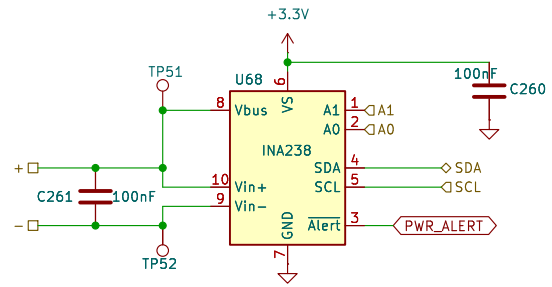 +3.3V
TP51
U68
6
VS
100nF
C260
8
Vbus
A1
1
A1
A0
2
A0
INA238
+
SDA
4
SDA
10
Vin+
SCL
5
SCL
C261
100nF
9
Vin-
-
GND
Alert
3
PWR_ALERT
7
TP52